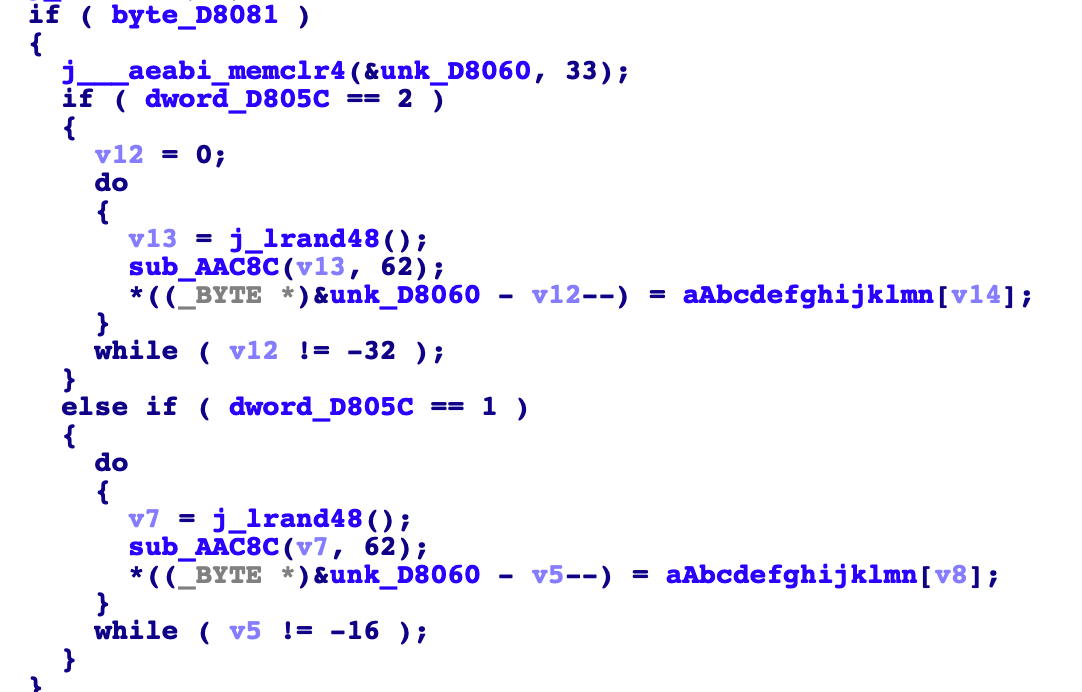 if ( byte_D8081 )
{
j___aeabi_memclr4(&unk_D8060, 33);
if ( dword_D805C == 2 )
{
v12 = 0;
do
{
v13 = j_lrand48();
sub_AAC8C(v13, 62);
*((_BYTE *)&unk_D8060 - v12--) = aAbcdefghijklmn[v14];
}
while ( v12 != -32 );
}
else if ( dword_D805C == 1 )
{
do
{
v7 = j_lrand48();
sub_AAC8C(v7, 62);
*((_BYTE *)&unk_D8060 - v5--) = aAbcdefghijklmn[v8];
}
while ( v5 != -16 );
}
}